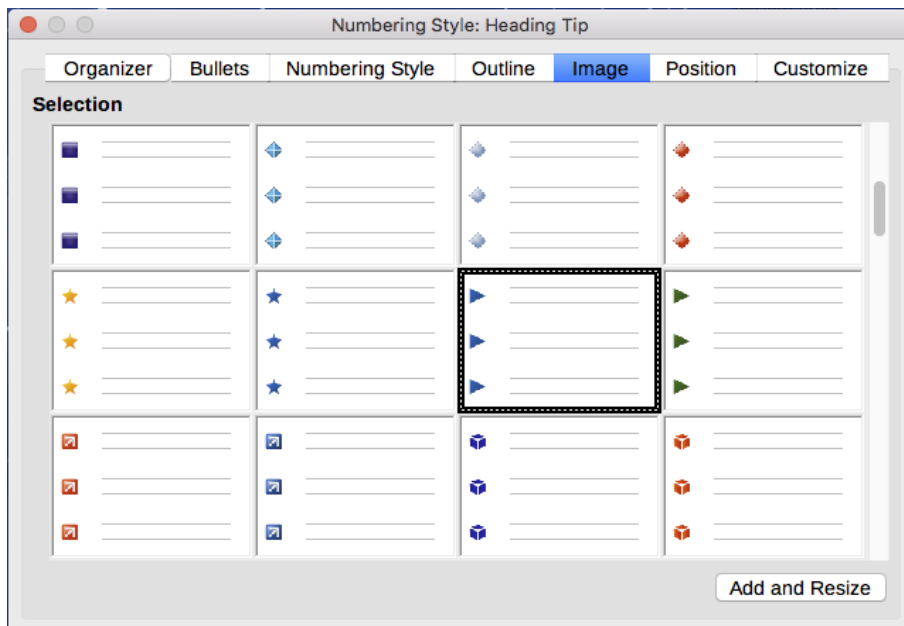 Numbering Style: Heading Tip
Organizer Bullets Numbering Style Outline Image Position Customize
Selection
Add and Resize